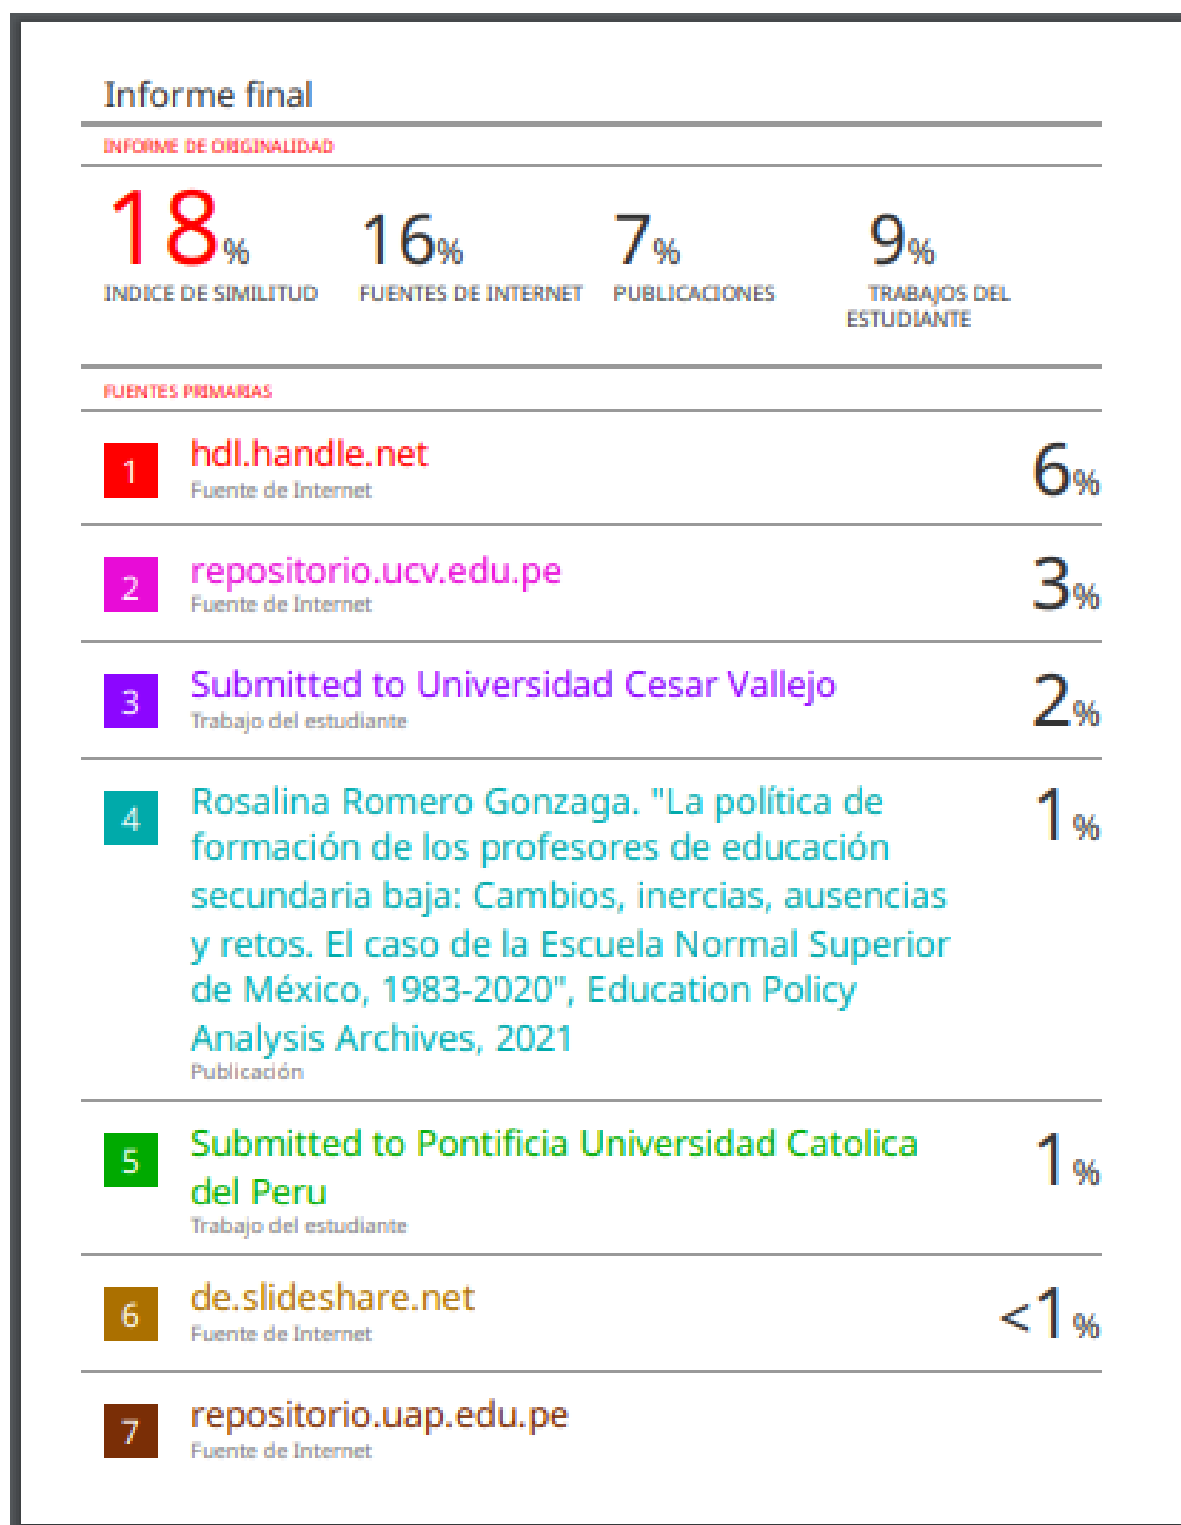 Informe final
INFORME DE ORIGINALIDAD
18%
16%
7%
9%
INDICE DE SIMILITUD
FUENTES DE INTERNET
PUBLICACIONES
TRABAJOS DEL
ESTUDIANTE
FUENTES PRIMARIAS
1
hdl.handle.net
Fuente de Internet
6%
2
repositorio.ucv.edu.pe
Fuente de Internet
3%
3
Submitted to Universidad Cesar Vallejo
Trabajo del estudiante
2%
4
Rosalina Romero Gonzaga. "La política de
formación de los profesores de educación
secundaria baja: Cambios, inercias, ausencias
y retos. El caso de la Escuela Normal Superior
de México, 1983-2020", Education Policy
Analysis Archives, 2021
Publicación
1%
5
Submitted to Pontificia Universidad Catolica
del Peru
Trabajo del estudiante
1%
6
de.slideshare.net
Fuente de Internet
<1%
7
repositorio.uap.edu.pe
Fuente de Internet